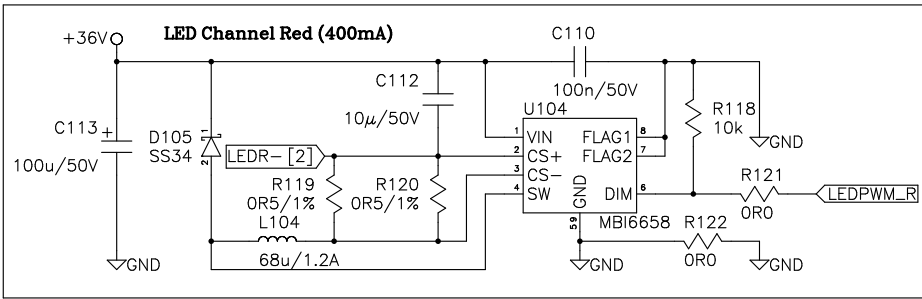 LED Channel Red (400mA)
+36V
C110
100n/50V
C112
10µ/50V
U104
R118
10k
GND
C113
+
100u/50V
D105
SS34
1
2
LEDR- [2]
1
VIN
FLAG1
8
2
CS+
FLAG2
7
3
CS-
4
SW
GND
DIM
6
5
9
MBI6658
R119
0R5/1%
R120
0R5/1%
L104
68u/1.2A
R121
0R0
LEDPWM_R
R122
0R0
GND
GND
GND